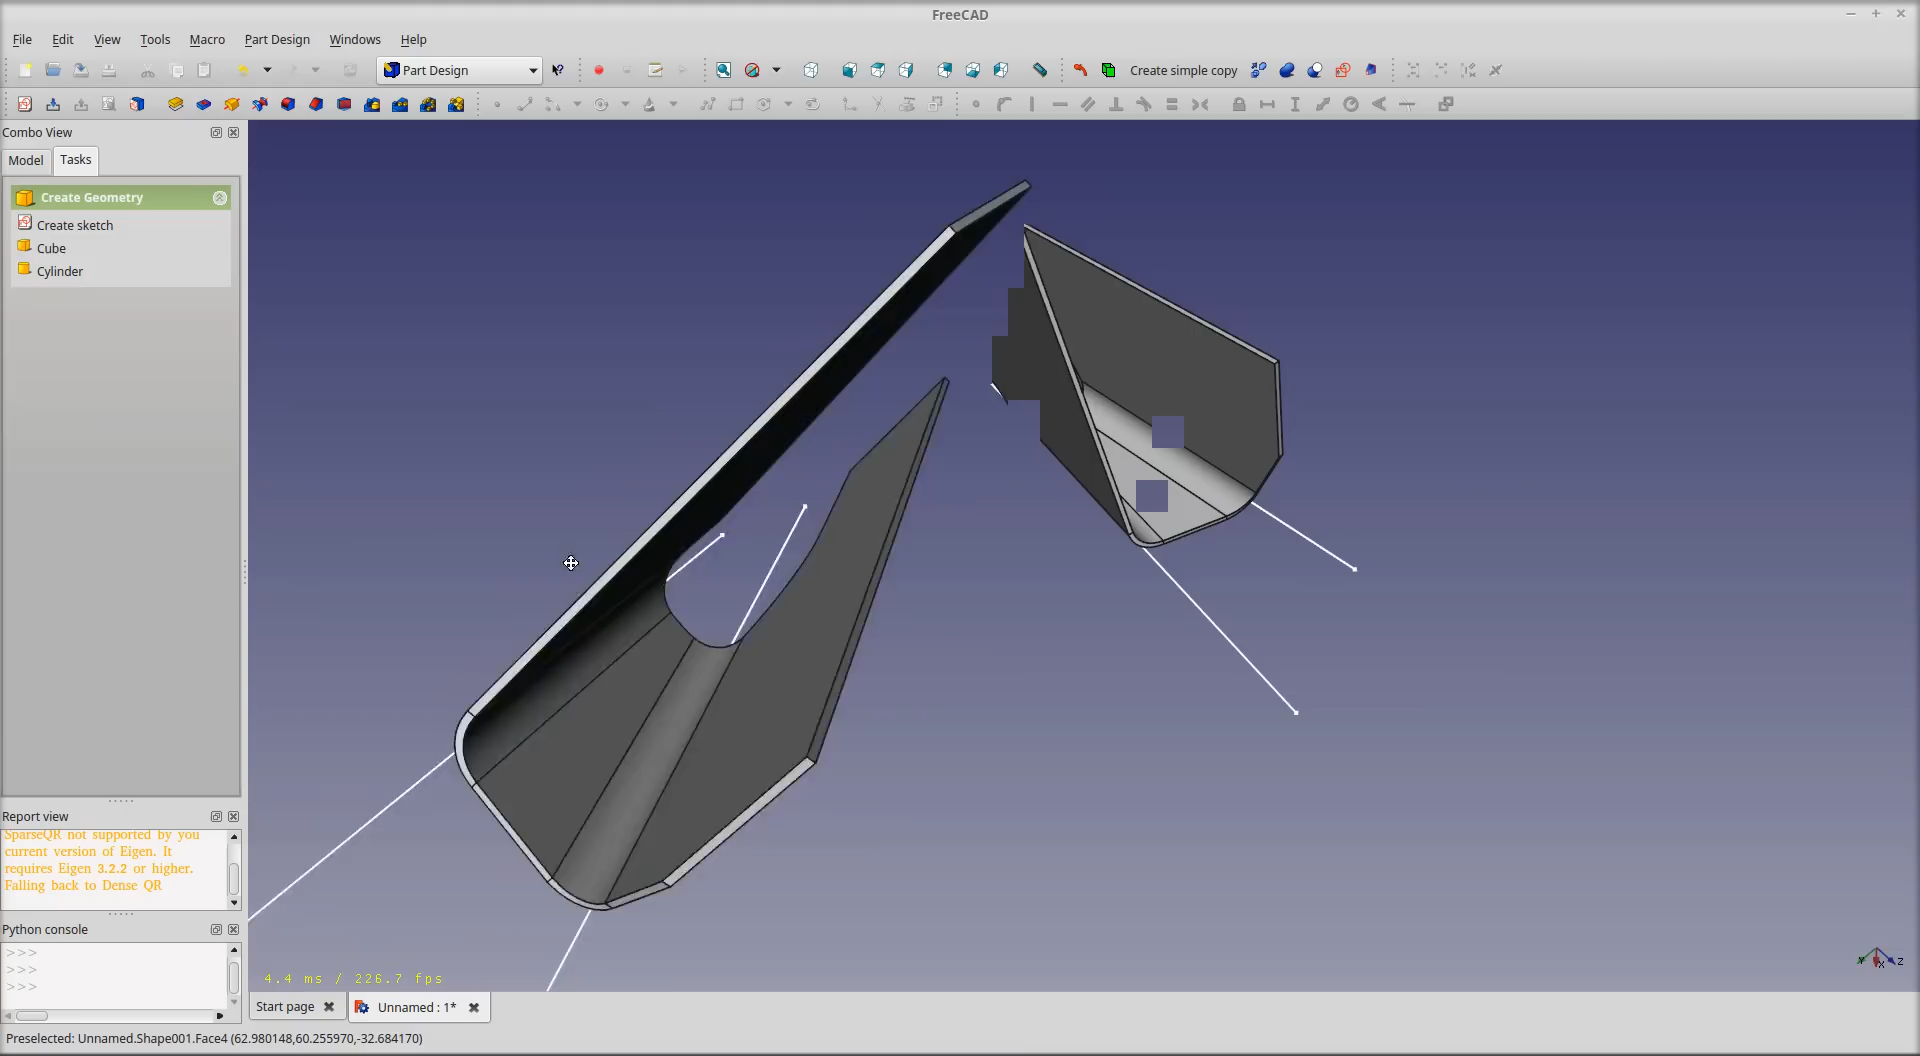 FreeCAD
File Edit View Tools Macro Part Design Windows Help
Part Design
Create simple copy
Combo View
Model Tasks
Create Geometry
Create sketch
Cube
Cylinder
Report view
SparseQR not supported by you
current version of Eigen. It
requires Eigen 3.2.2 or higher.
Falling back to Dense QR
Python console
>>>
>>>
>>>
4.4 ms / 226.7 fps
Y X Z
Start page Unnamed : 1*
Preselected: Unnamed.Shape001.Face4 (62.980148,60.255970,-32.684170)